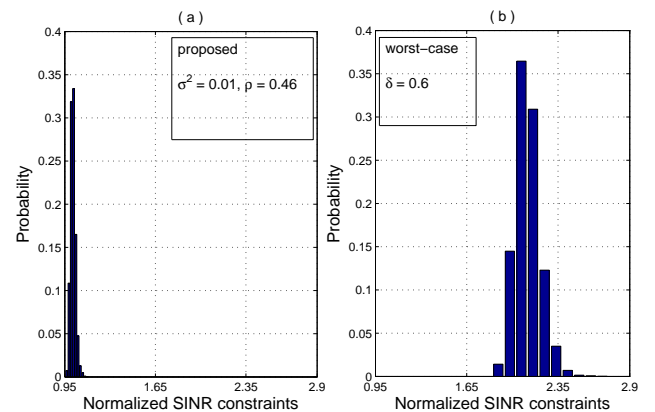 ( a )
proposed
σ² = 0.01, ρ = 0.46
0.4
0.35
0.3
0.25
0.2
0.15
0.1
0.05
0
Probability
0.95 1.65 2.35 2.9
Normalized SINR constraints
( b )
worst−case
δ = 0.6
0.4
0.35
0.3
0.25
0.2
0.15
0.1
0.05
0
Probability
0.95 1.65 2.35 2.9
Normalized SINR constraints